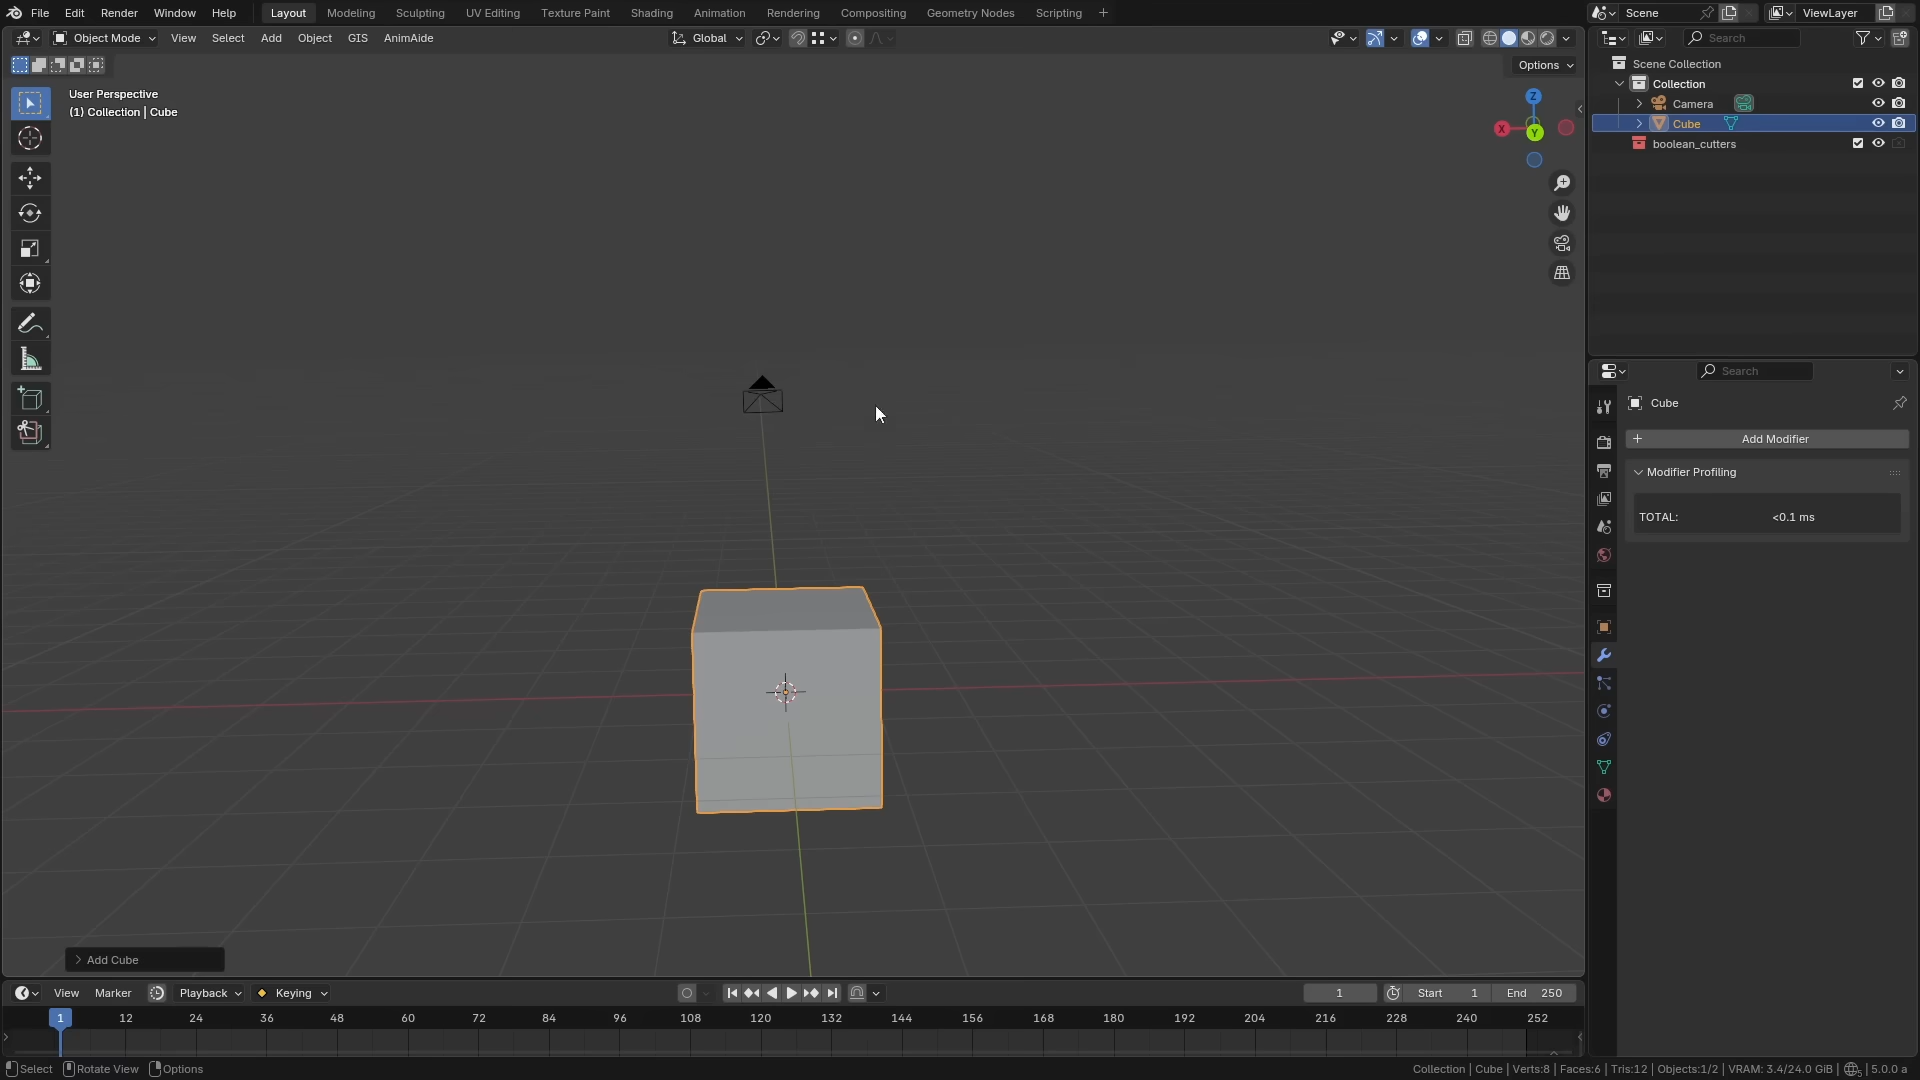 File Edit Render Window Help Layout Modeling Sculpting UV Editing Texture Paint Shading Animation Rendering Compositing Geometry Nodes Scripting + Scene ViewLayer
Object Mode View Select Add Object GIS AnimAide Global Search
Options
User Perspective
(1) Collection | Cube
Z
X
Y
Scene Collection
Collection
Camera
Cube
boolean_cutters
Search
Cube
+ Add Modifier
Modifier Profiling
TOTAL: <0.1 ms
Add Cube
View Marker Playback Keying 1 Start 1 End 250
1 12 24 36 48 60 72 84 96 108 120 132 144 156 168 180 192 204 216 228 240 252
Select Rotate View Options Collection | Cube | Verts:8 | Faces:6 | Tris:12 | Objects:1/2 | VRAM: 3.4/24.0 GiB | 5.0.0 a